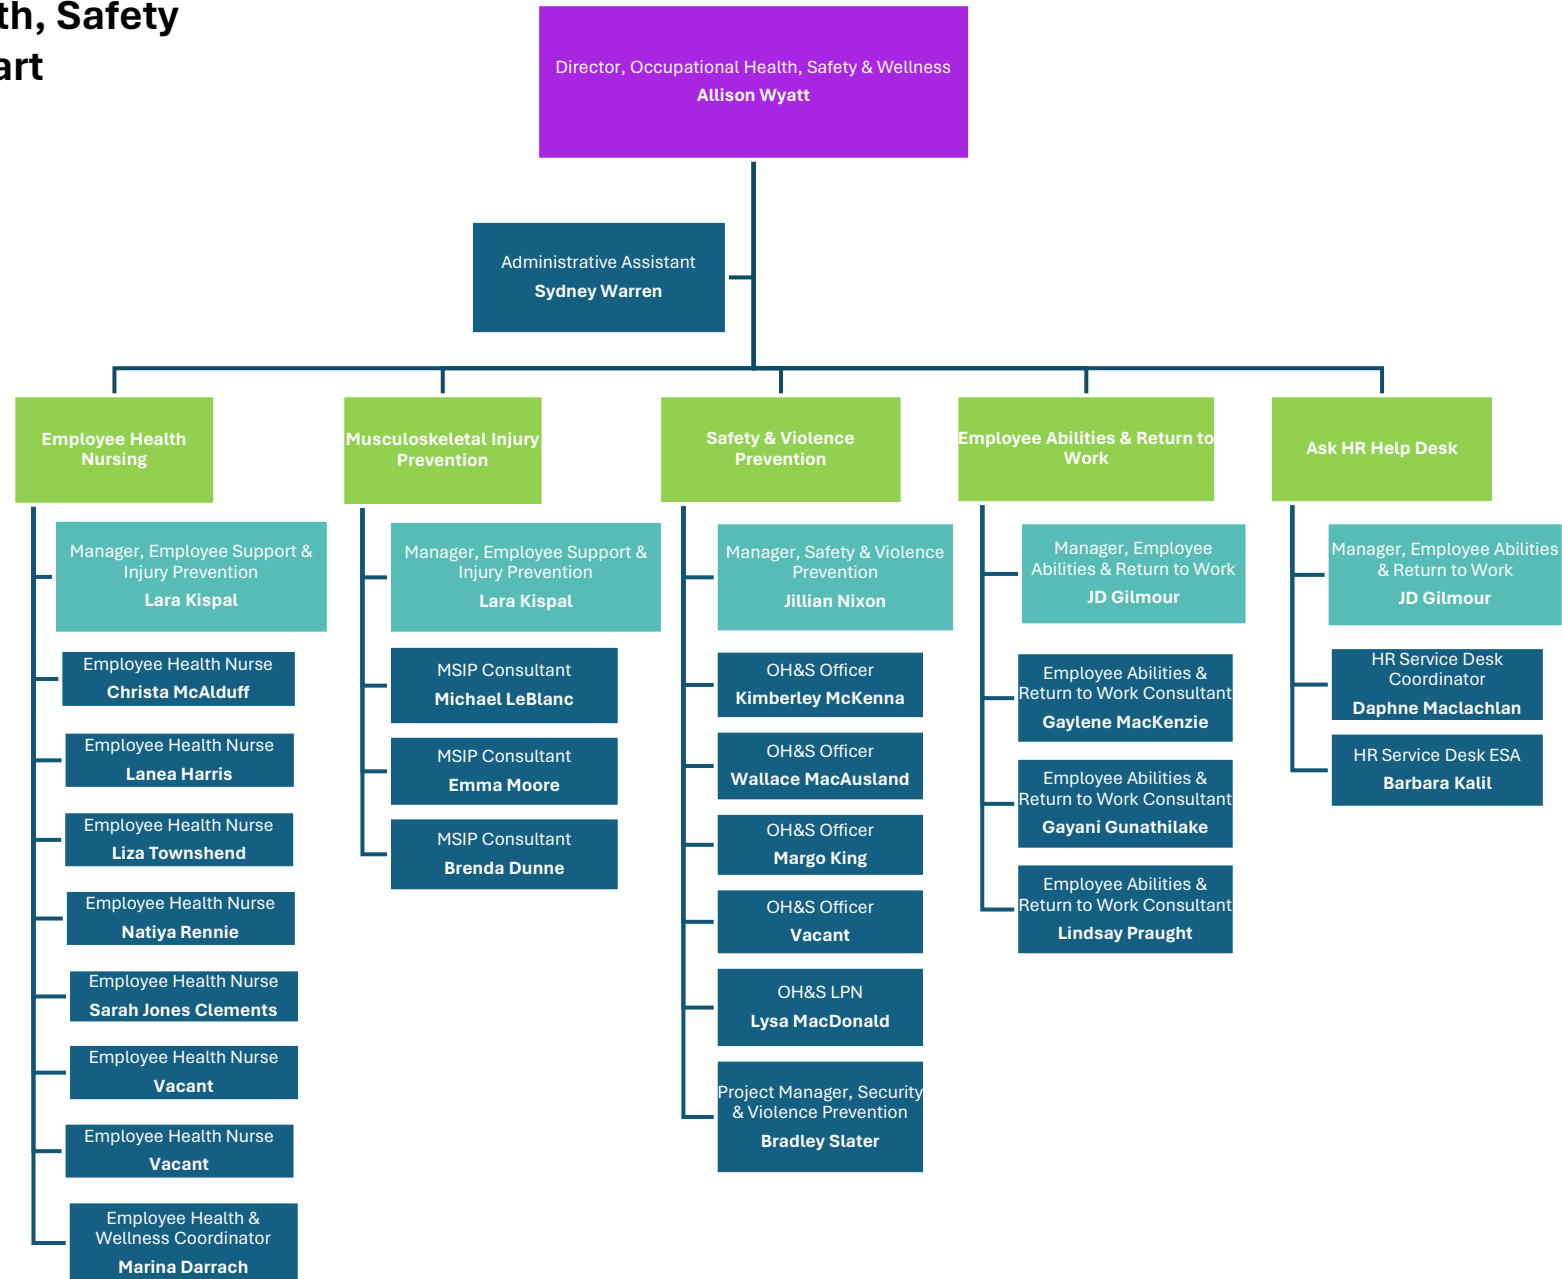 th, Safety
art
Director, Occupational Health, Safety & Wellness
Allison Wyatt
Administrative Assistant
Sydney Warren
Employee Health
Nursing
Manager, Employee Support &
Injury Prevention
Lara Kispal
Employee Health Nurse
Christa McAlduff
Employee Health Nurse
Lanea Harris
Employee Health Nurse
Liza Townshend
Employee Health Nurse
Natiya Rennie
Employee Health Nurse
Sarah Jones Clements
Employee Health Nurse
Vacant
Employee Health Nurse
Vacant
Employee Health &
Wellness Coordinator
Marina Darrach
Musculoskeletal Injury
Prevention
Manager, Employee Support &
Injury Prevention
Lara Kispal
MSIP Consultant
Michael LeBlanc
MSIP Consultant
Emma Moore
MSIP Consultant
Brenda Dunne
Safety & Violence
Prevention
Manager, Safety & Violence
Prevention
Jillian Nixon
OH&S Officer
Kimberley McKenna
OH&S Officer
Wallace MacAusland
OH&S Officer
Margo King
OH&S Officer
Vacant
OH&S LPN
Lysa MacDonald
Project Manager, Security
& Violence Prevention
Bradley Slater
Employee Abilities & Return to
Work
Manager, Employee
Abilities & Return to Work
JD Gilmour
Employee Abilities &
Return to Work Consultant
Gaylene MacKenzie
Employee Abilities &
Return to Work Consultant
Gayani Gunathilake
Employee Abilities &
Return to Work Consultant
Lindsay Praught
Ask HR Help Desk
Manager, Employee Abilities
& Return to Work
JD Gilmour
HR Service Desk
Coordinator
Daphne Maclachlan
HR Service Desk ESA
Barbara Kalil